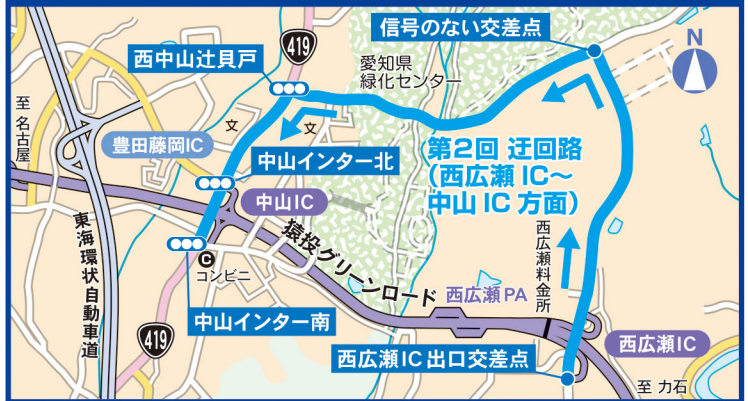 419
信号のない交差点
N
西中山辻貝戸
愛知県
緑化センター
至 名古屋
文
文
豊田藤岡IC
中山インター北
第2回 迂回路
(西広瀬IC～
中山IC方面)
中山IC
猿投グリーンロード
西広瀬料金所
東海環状自動車道
C
コンビニ
西広瀬PA
中山インター南
419
西広瀬IC出口交差点
西広瀬IC
至 力石